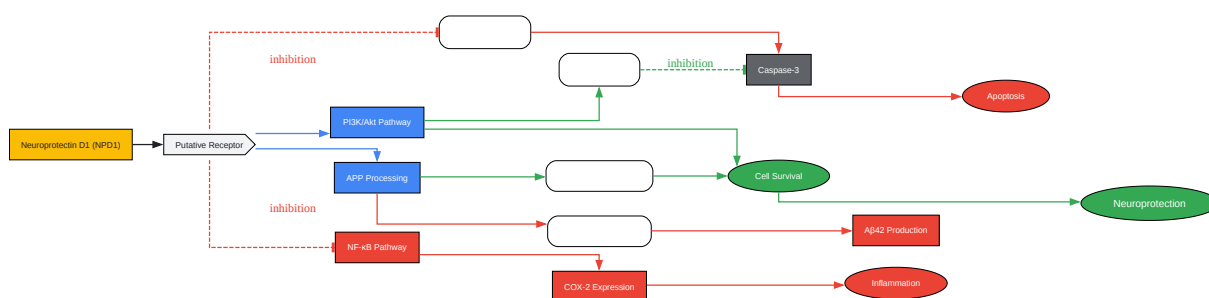 inhibition
inhibition
Caspase-3
Apoptosis
PI3K/Akt Pathway
Neuroprotectin D1 (NPD1)
Putative Receptor
APP Processing
Cell Survival
Neuroprotection
inhibition
NF-κB Pathway
Aβ42 Production
COX-2 Expression
Inflammation